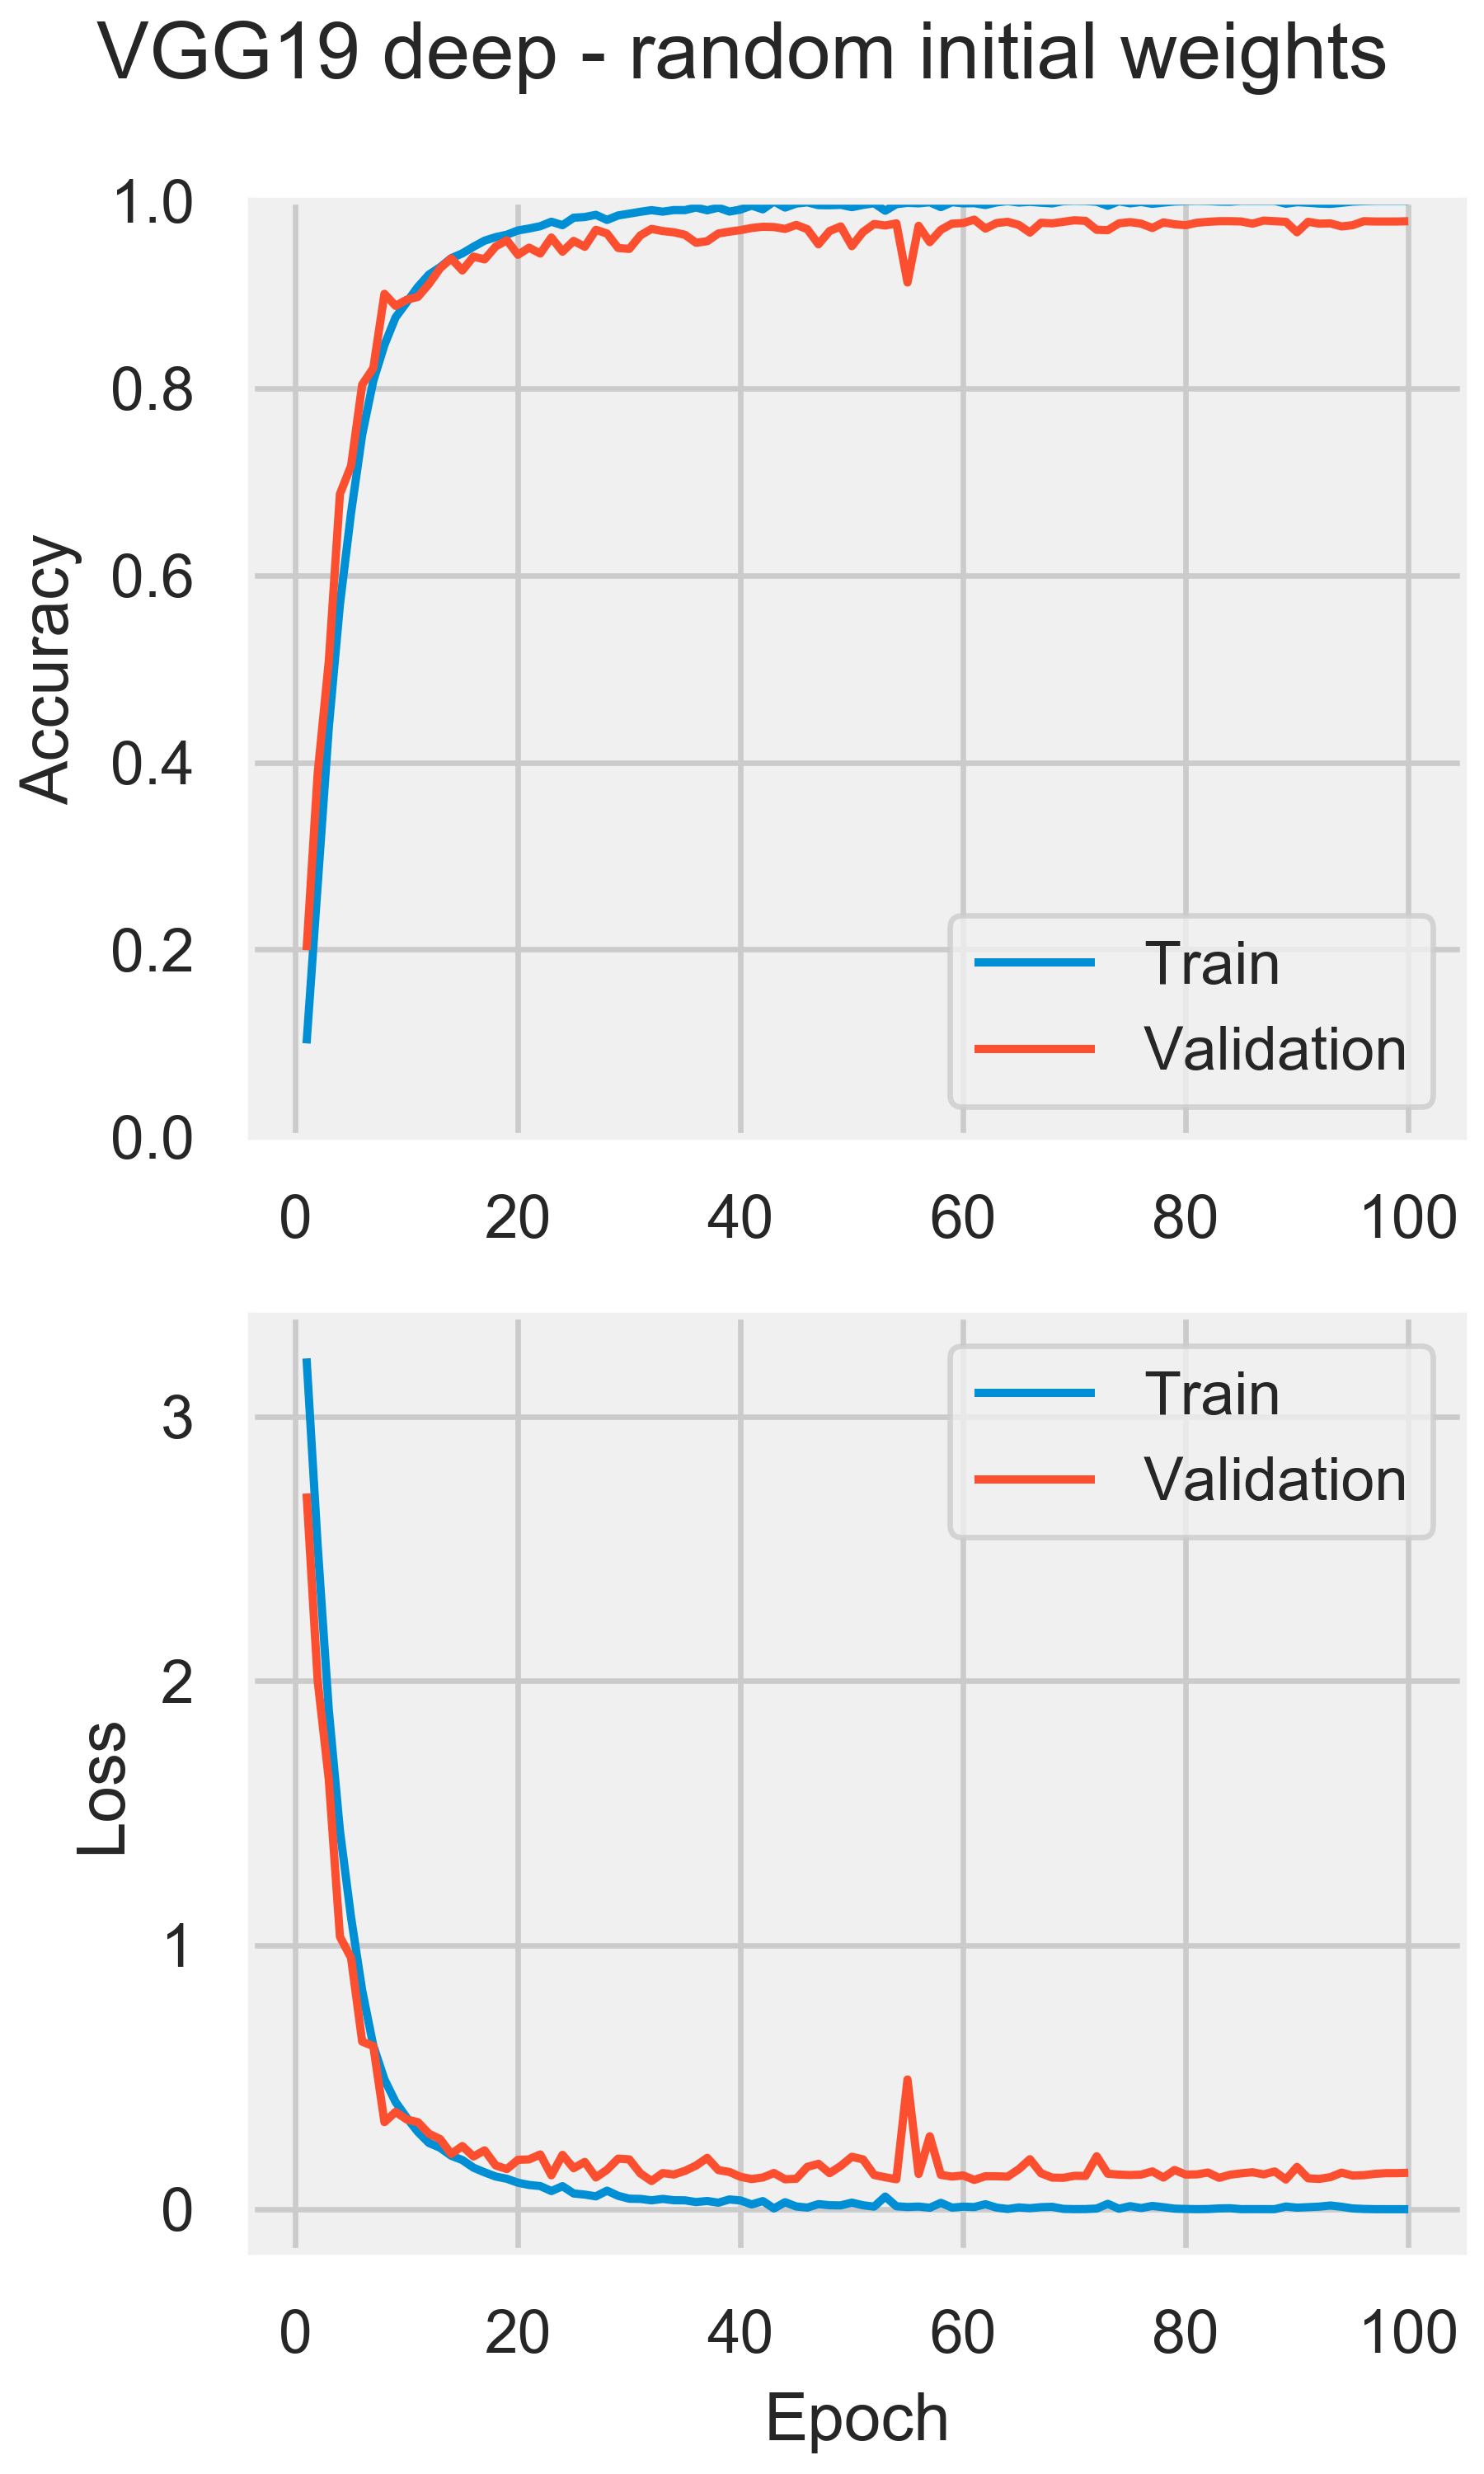 VGG19 deep - random initial weights
1.0
0.8
0.6
0.4
0.2
0.0
Accuracy
Train
Validation
0 20 40 60 80 100
3
2
1
0
Loss
Train
Validation
0 20 40 60 80 100
Epoch